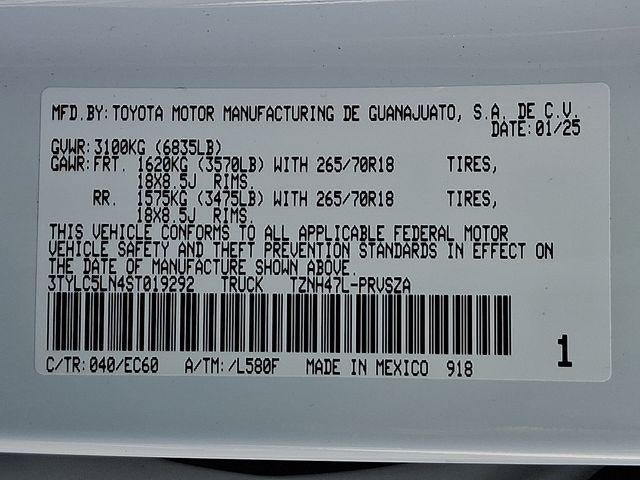 MFD.BY: TOYOTA MOTOR MANUFACTURING DE GUANAJUATO, S.A. DE C.V.
DATE: 01/25
GVWR: 3100KG (6835LB)
GAWR: FRT. 1620KG (3570LB) WITH 265/70R18 TIRES,
18X8.5J RIMS.
RR. 1575KG (3475LB) WITH 265/70R18 TIRES,
18X8.5J RIMS.
THIS VEHICLE CONFORMS TO ALL APPLICABLE FEDERAL MOTOR
VEHICLE SAFETY AND THEFT PREVENTION STANDARDS IN EFFECT ON
THE DATE OF MANUFACTURE SHOWN ABOVE.
3TYLC5LN4ST019292 TRUCK TZNH47L-PRVSZA
C/TR: 040/EC60 A/TM: /L580F MADE IN MEXICO 918
1